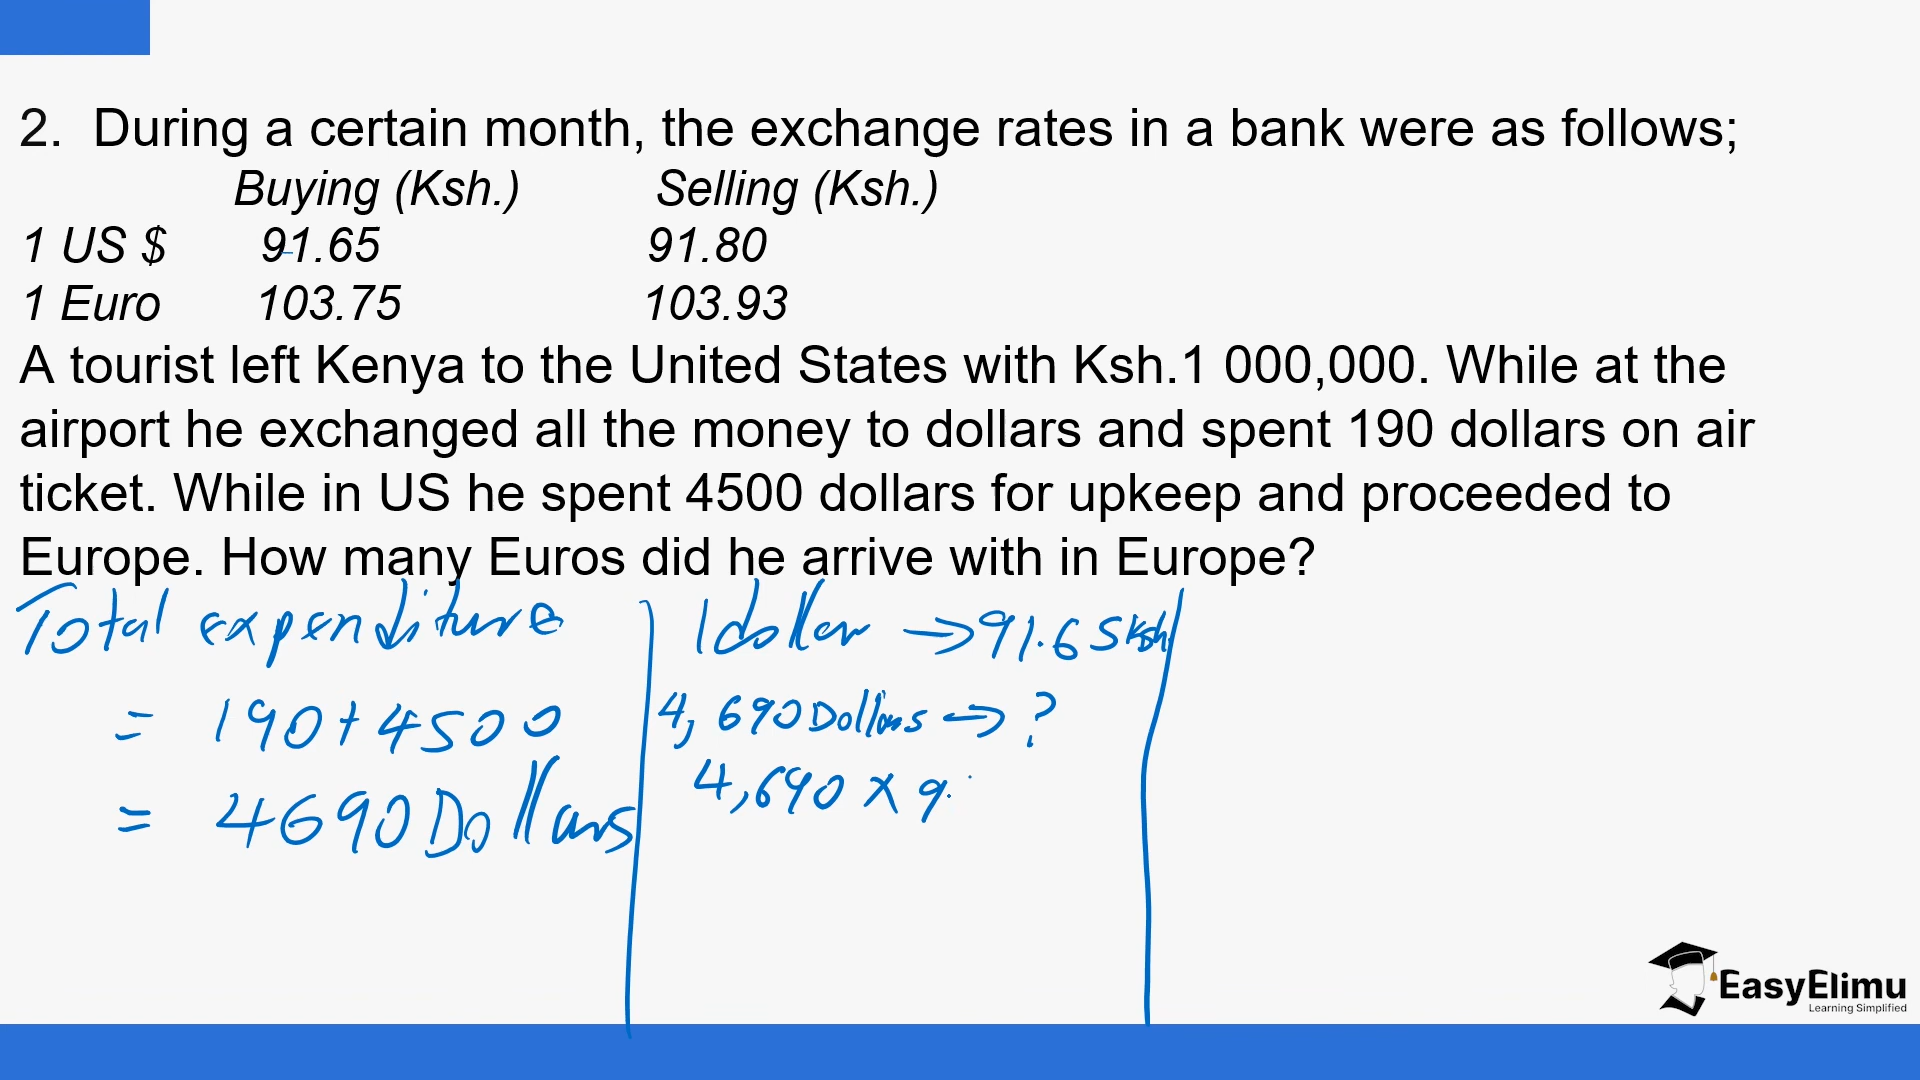 2. During a certain month, the exchange rates in a bank were as follows;
Buying (Ksh.) Selling (Ksh.)
1 US $ 91.65 91.80
1 Euro 103.75 103.93
A tourist left Kenya to the United States with Ksh.1 000,000. While at the
airport he exchanged all the money to dollars and spent 190 dollars on air
ticket. While in US he spent 4500 dollars for upkeep and proceeded to
Europe. How many Euros did he arrive with in Europe?
Total expenditure
= 190 + 4500
= 4690 Dollars
1 dollar → 91.65 Ksh
4,690 Dollars → ?
4,690 × 9.
EasyElimu
Learning Simplified